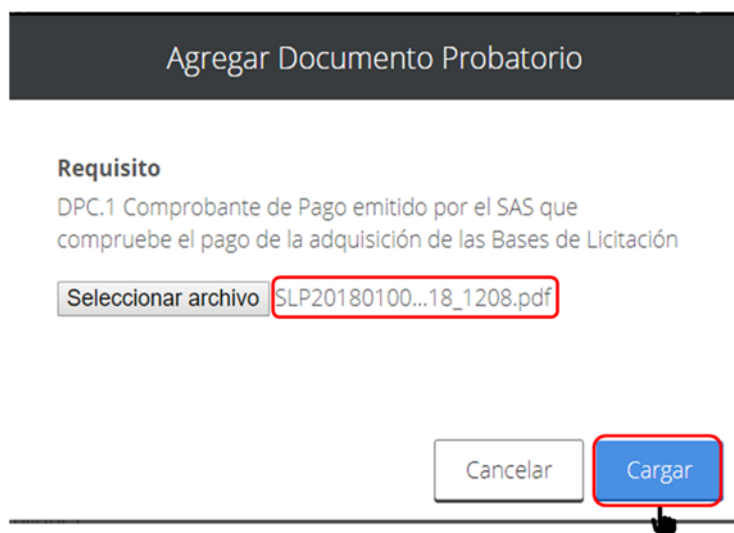 Agregar Documento Probatorio
Requisito
DPC.1 Comprobante de Pago emitido por el SAS que
compruebe el pago de la adquisición de las Bases de Licitación
Seleccionar archivo SLP20180100...18_1208.pdf
Cancelar Cargar